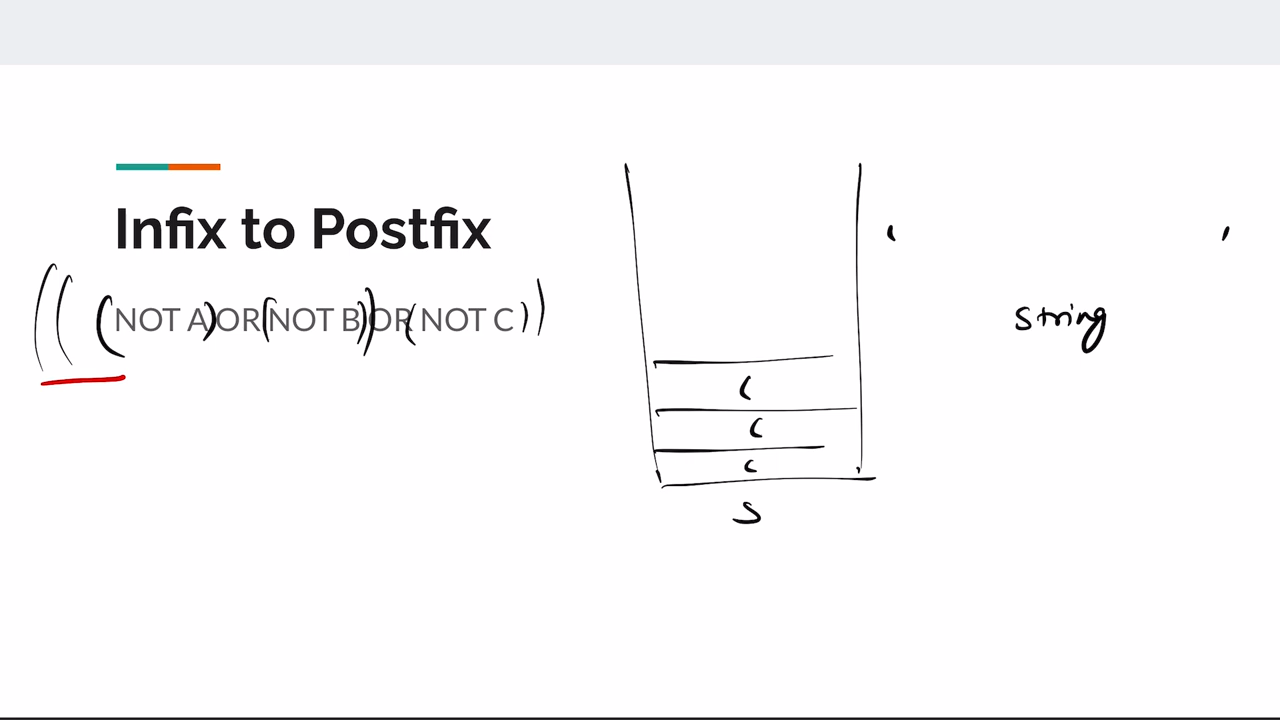 Infix to Postfix
(((NOT A)OR(NOT B))OR(NOT C))
(
(
(
S
' '
string